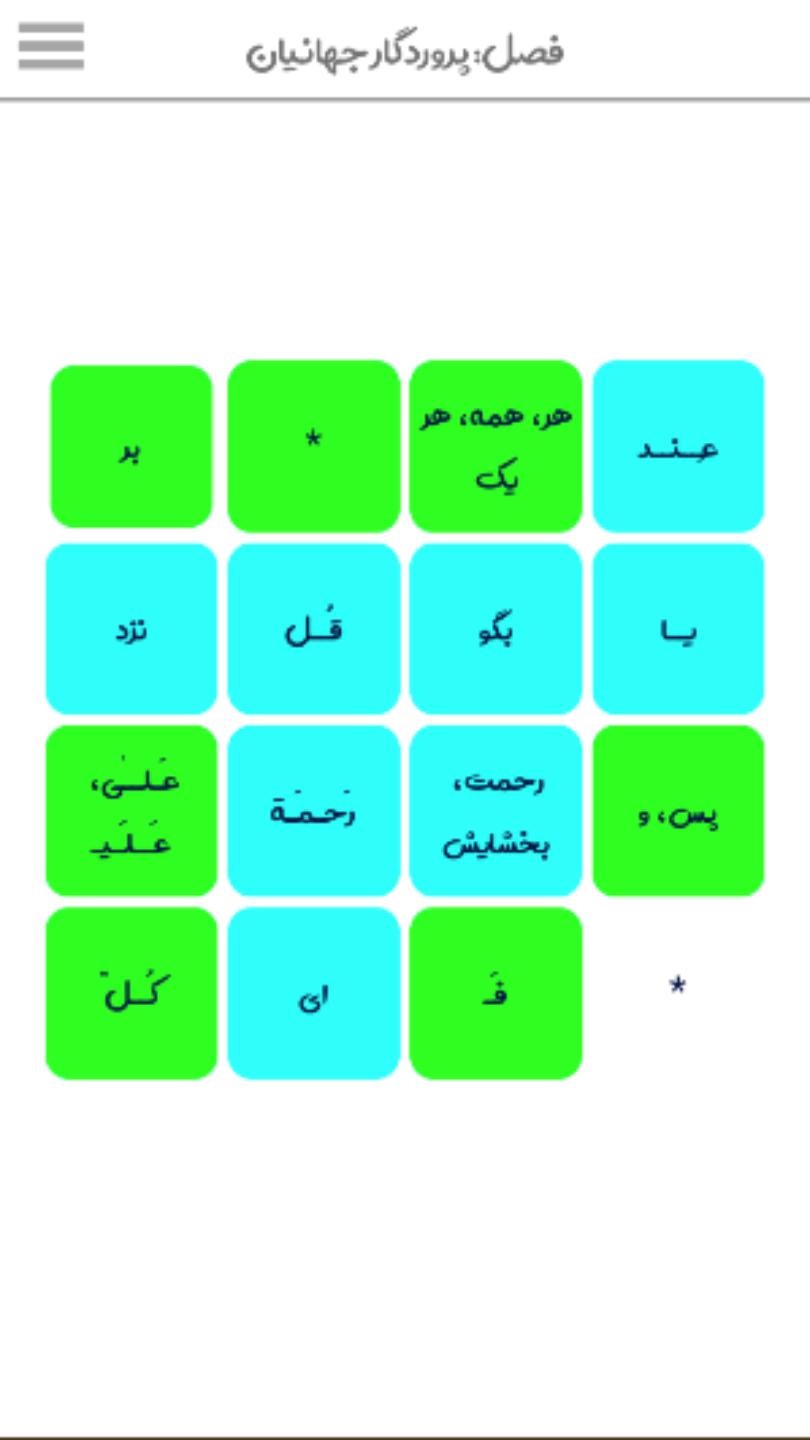 فصل: پروردگار جهانیان
عِـنـد
هر، همه، هر
یک
*
بر
یـا
بگو
قُـل
نزد
پس، و
رحمت،
بخشایش
رَحـمَـة
عَـلـىٰ،
عَـلَـیـ
*
فَـ
ای
کُـلّ